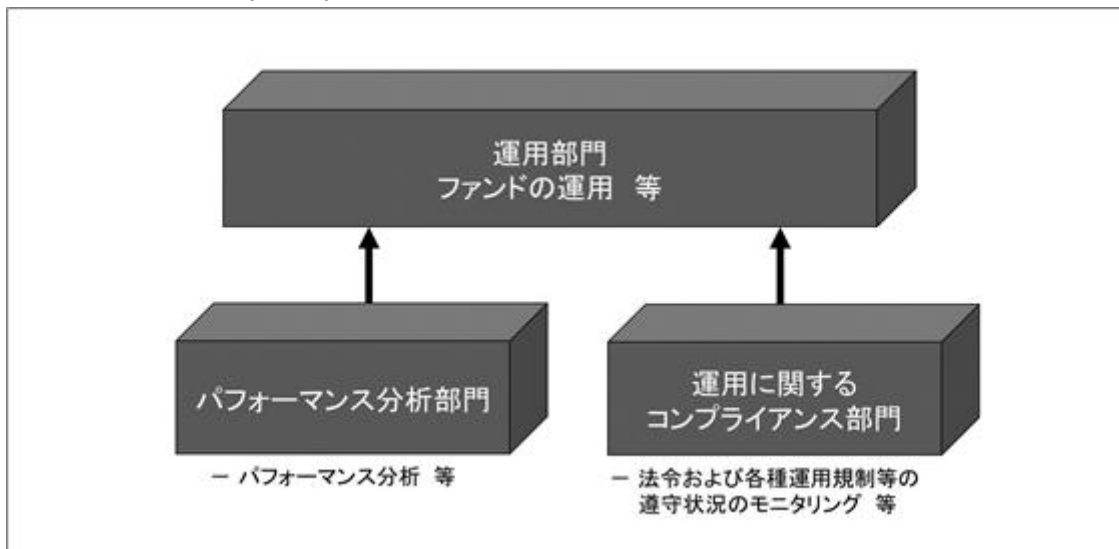 運用部門
ファンドの運用 等
パフォーマンス分析部門
－ パフォーマンス分析 等
運用に関する
コンプライアンス部門
－ 法令および各種運用規制等の
遵守状況のモニタリング 等